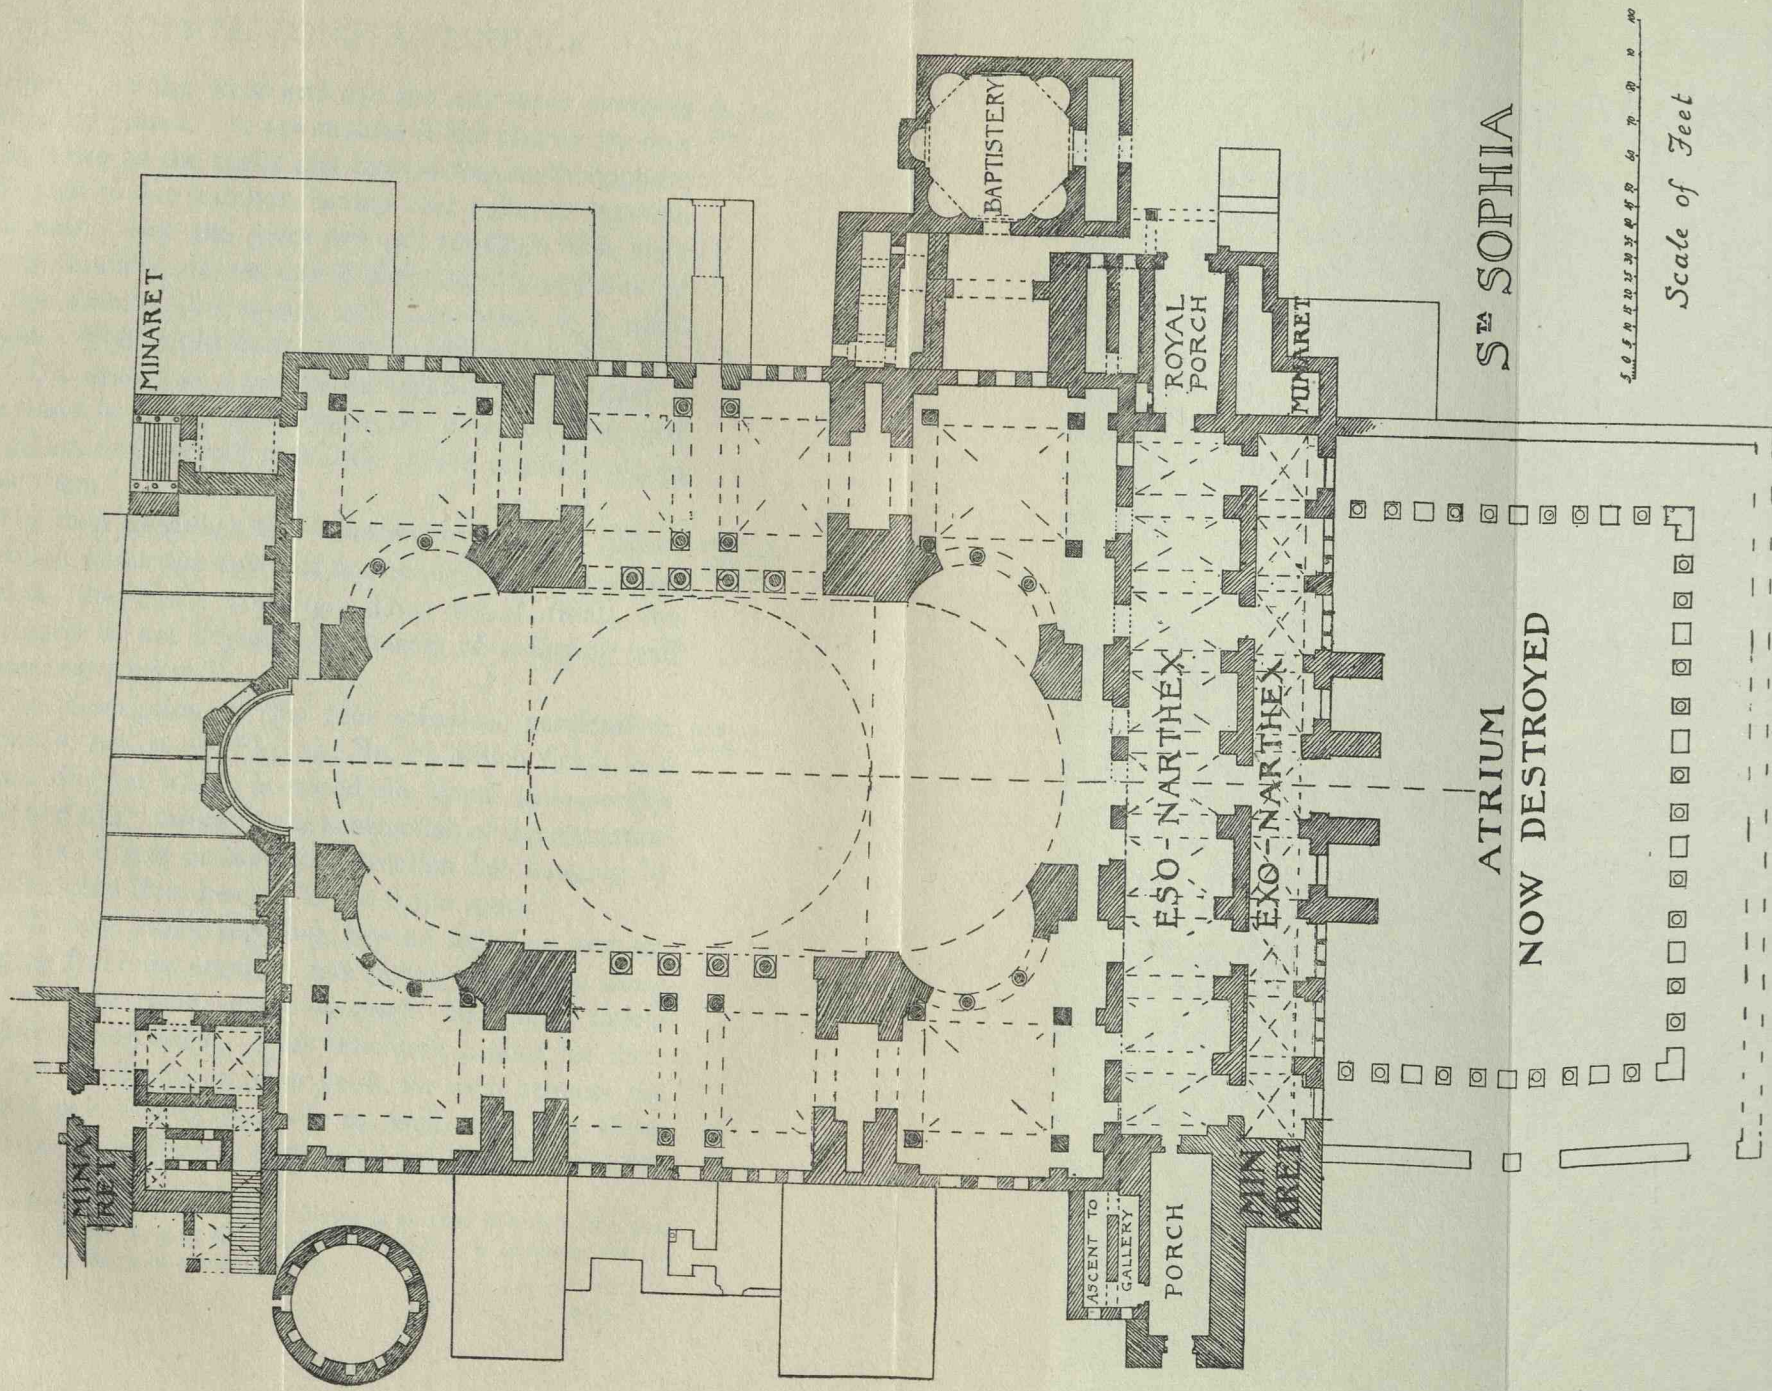 MINARET
BAPTISTERY
ROYAL
PORCH
MINARET
STA SOPHIA
Scale of Feet
ESO-NARTHEX
EXO-NARTHEX
ATRIUM
NOW DESTROYED
MINA
RET
ASCENT TO
GALLERY
PORCH
MIN
ARET